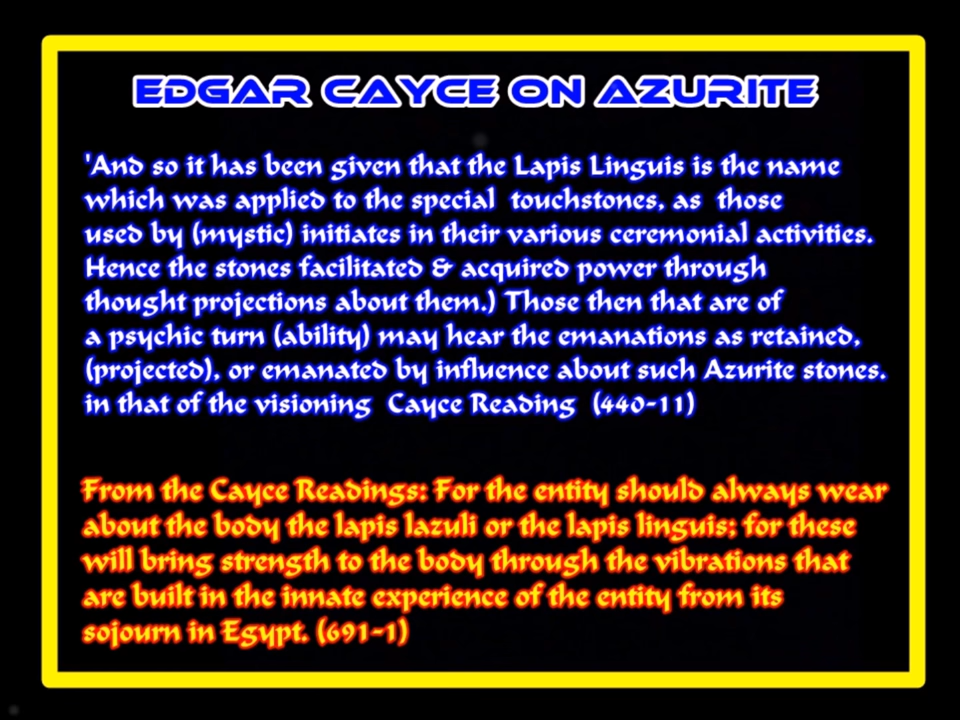 EDGAR CAYCE ON AZURITE
'And so it has been given that the Lapis Linguis is the name
which was applied to the special touchstones, as those
used by (mystic) initiates in their various ceremonial activities.
Hence the stones facilitated & acquired power through
thought projections about them.) Those then that are of
a psychic turn (ability) may hear the emanations as retained,
(projected), or emanated by influence about such Azurite stones.
in that of the visioning Cayce Reading (440-11)
From the Cayce Readings: For the entity should always wear
about the body the lapis lazuli or the lapis linguis; for these
will bring strength to the body through the vibrations that
are built in the innate experience of the entity from its
sojourn in Egypt. (691-1)